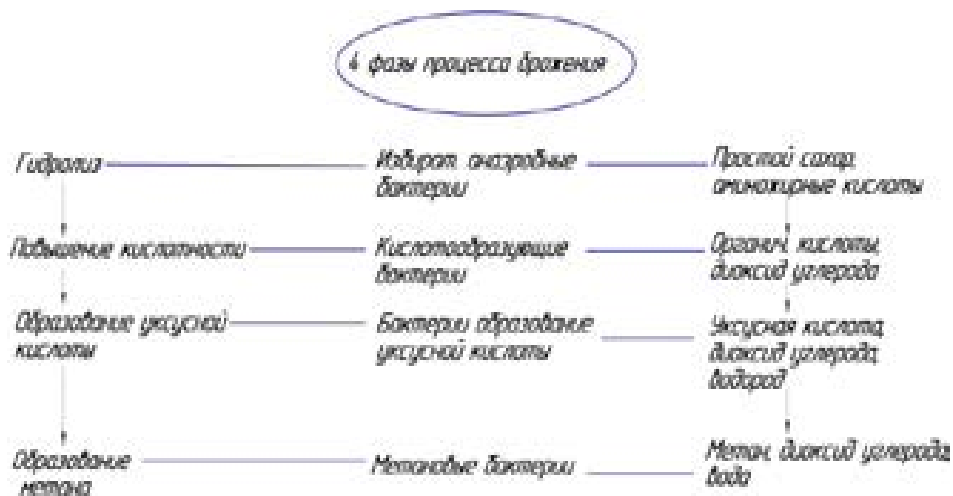 4 фазы процесса брожения
Гидролиз
Избират. анаэробные
бактерии
Простой сахар,
аминожирные кислоты
Повышение кислотности
Кислотообразующие
бактерии
Органич. кислоты,
диоксид углерода
Образование уксусной
кислоты
Бактерии образование
уксусной кислоты
Уксусная кислота,
диоксид углерода,
водород
Образование
метана
Метановые бактерии
Метан, диоксид углерода,
вода